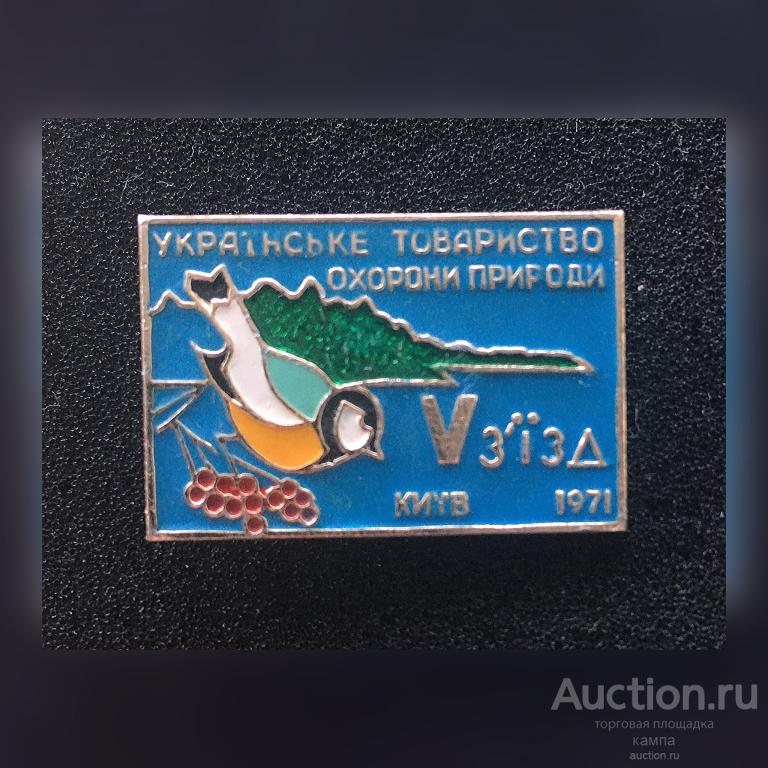 УКРАЇНСЬКЕ ТОВАРИСТВО
ОХОРОНИ ПРИРОДИ
V З'ЇЗД
КИЇВ 1971
Auction.ru
торговая площадка
кампа
auction.ru